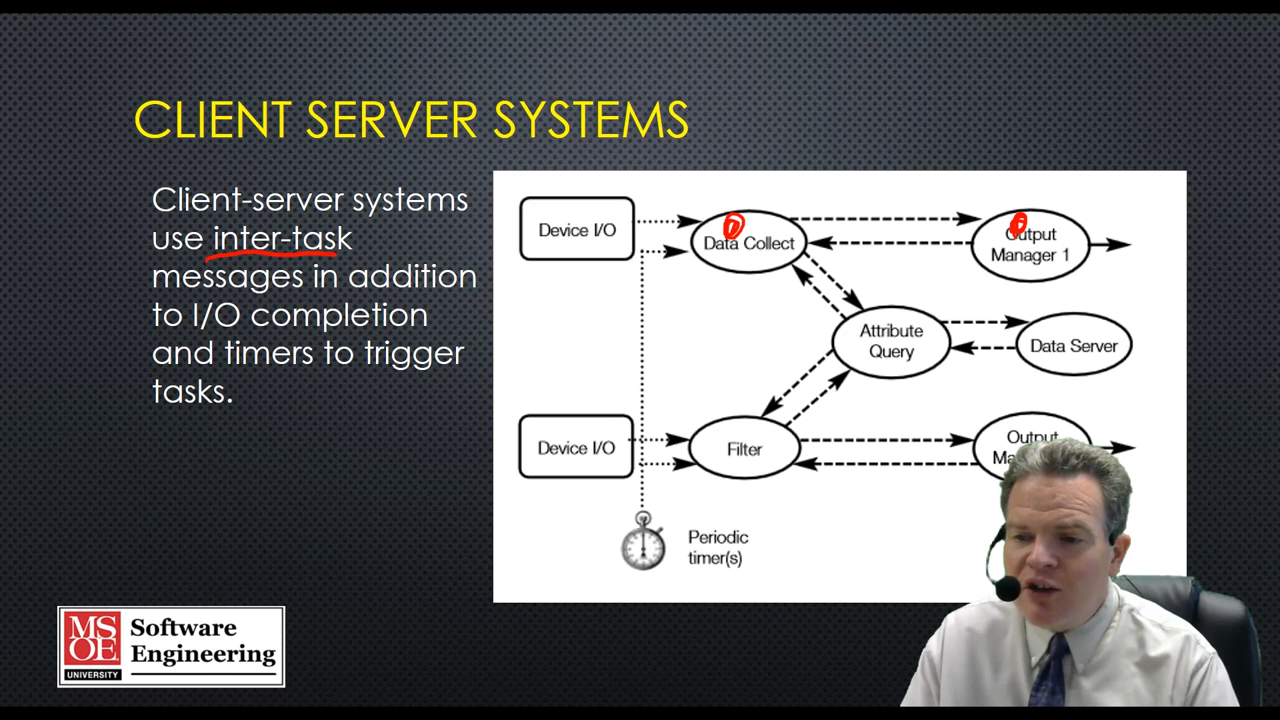 CLIENT SERVER SYSTEMS
Client-server systems
use inter-task
messages in addition
to I/O completion
and timers to trigger
tasks.
Device I/O
Data Collect
Output
Manager 1
Attribute
Query
Data Server
Device I/O
Filter
Output
Periodic
timer(s)
MS
OE
UNIVERSITY
Software
Engineering